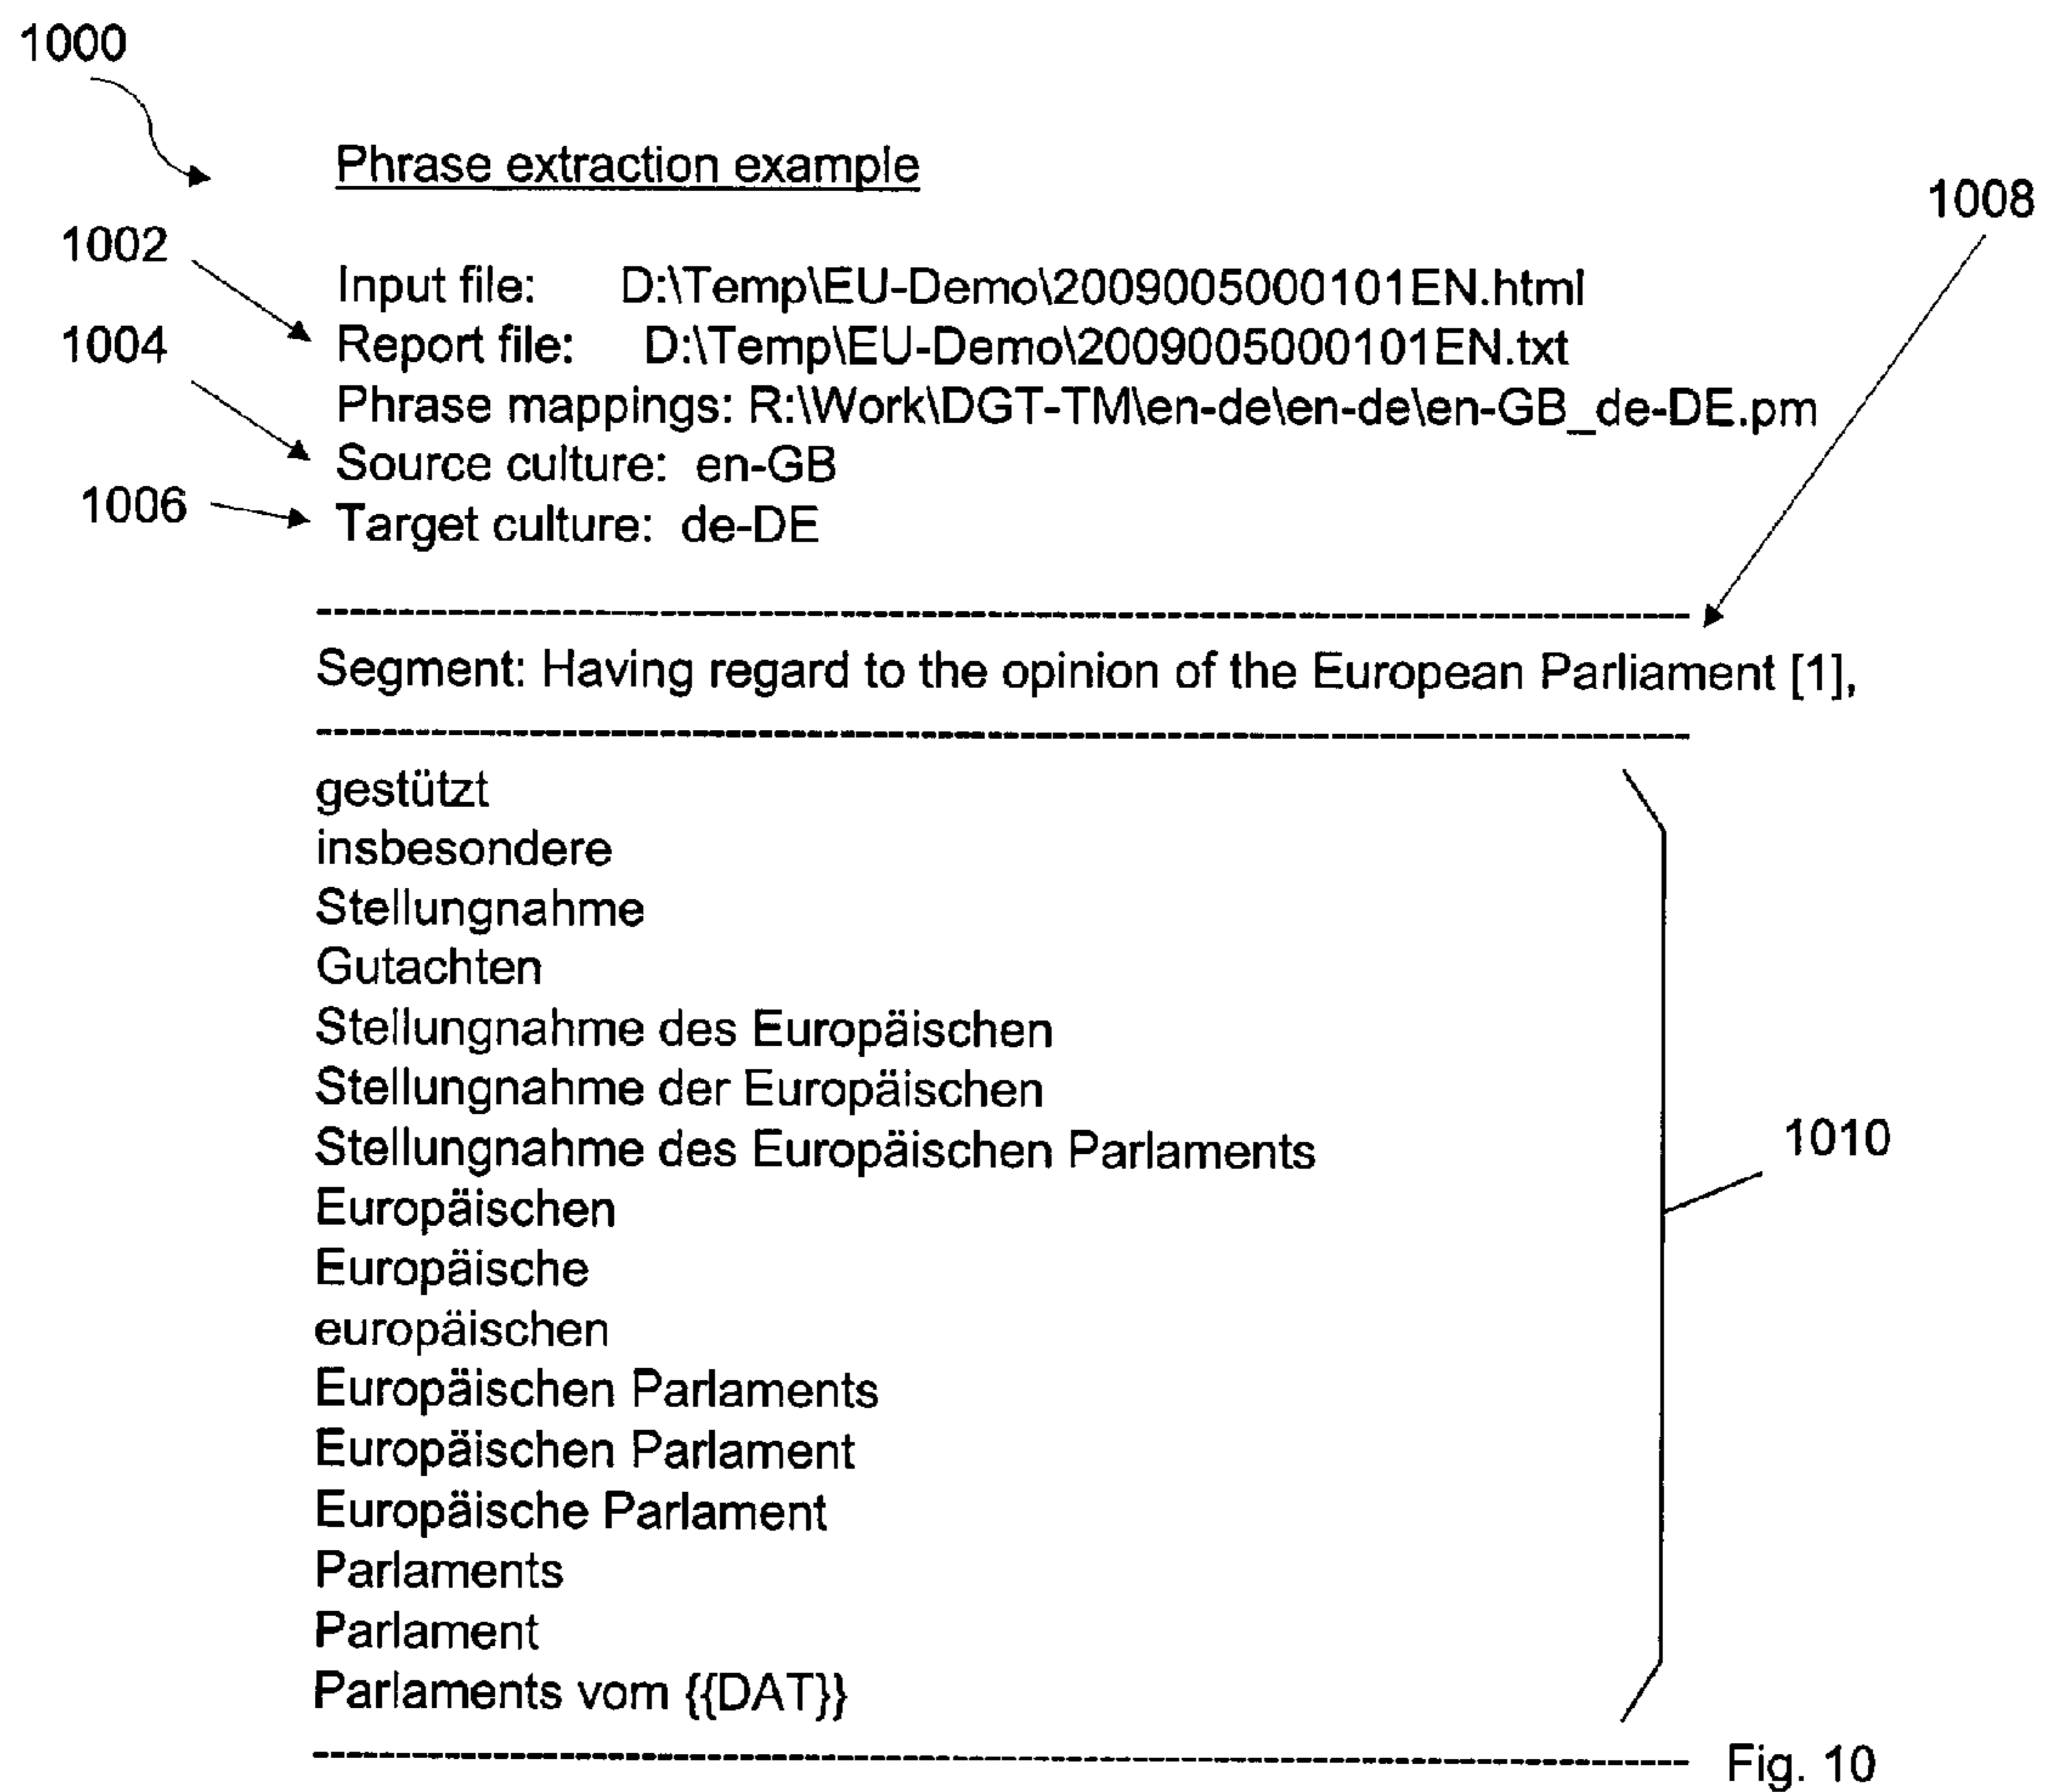 1000
Phrase extraction example
1008
1002
Input file: D:\Temp\EU-Demo\2009005000101EN.html
1004
Report file: D:\Temp\EU-Demo\2009005000101EN.txt
Phrase mappings: R:\Work\DGT-TM\en-de\en-de\en-GB_de-DE.pm
Source culture: en-GB
1006
Target culture: de-DE
Segment: Having regard to the opinion of the European Parliament [1],
gestützt
insbesondere
Stellungnahme
Gutachten
Stellungnahme des Europäischen
Stellungnahme der Europäischen
1010
Stellungnahme des Europäischen Parlaments
Europäischen
Europäische
europäischen
Europäischen Parlaments
Europäischen Parlament
Europäische Parlament
Parlaments
Parlament
Parlaments vom {{DAT}}
Fig. 10